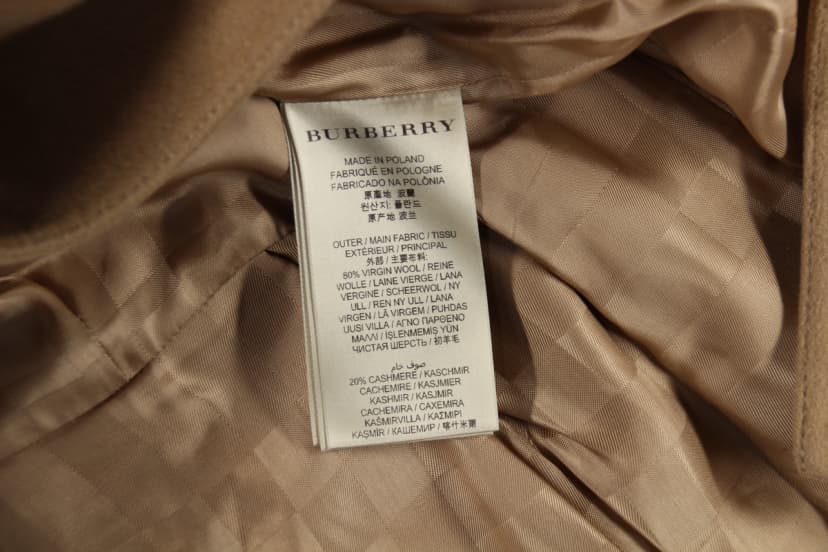 BURBERRY
MADE IN POLAND
FABRIQUÉ EN POLOGNE
FABRICADO NA POLÔNIA
原產地 波蘭
원산지: 폴란드
原产地 波兰
OUTER / MAIN FABRIC / TISSU
EXTÉRIEUR / PRINCIPAL
外部 / 主要布料:
80% VIRGIN WOOL / REINE
WOLLE / LAINE VIERGE / LANA
VERGINE / SCHEERWOL / NY
ULL / REN NY ULL / LANA
VIRGEN / LÃ VIRGEM / PUHDAS
UUSI VILLA / ΑΓΝΟ ΠΑΡΘΕΝΟ
ΜΑΛΛΙ / İŞLENMEMİŞ YÜN
ЧИСТАЯ ШЕРСТЬ / 初羊毛
صوف خام
20% CASHMERE / KASCHMIR
CACHEMIRE / KASJMIER
KASHMIR / KASJMIR
CACHEMIRA / CAXEMIRA
KAŠMIRVILLA / ΚΑΣΜΙΡΙ
KAŞMİR / КАШЕМИР / 喀什米爾